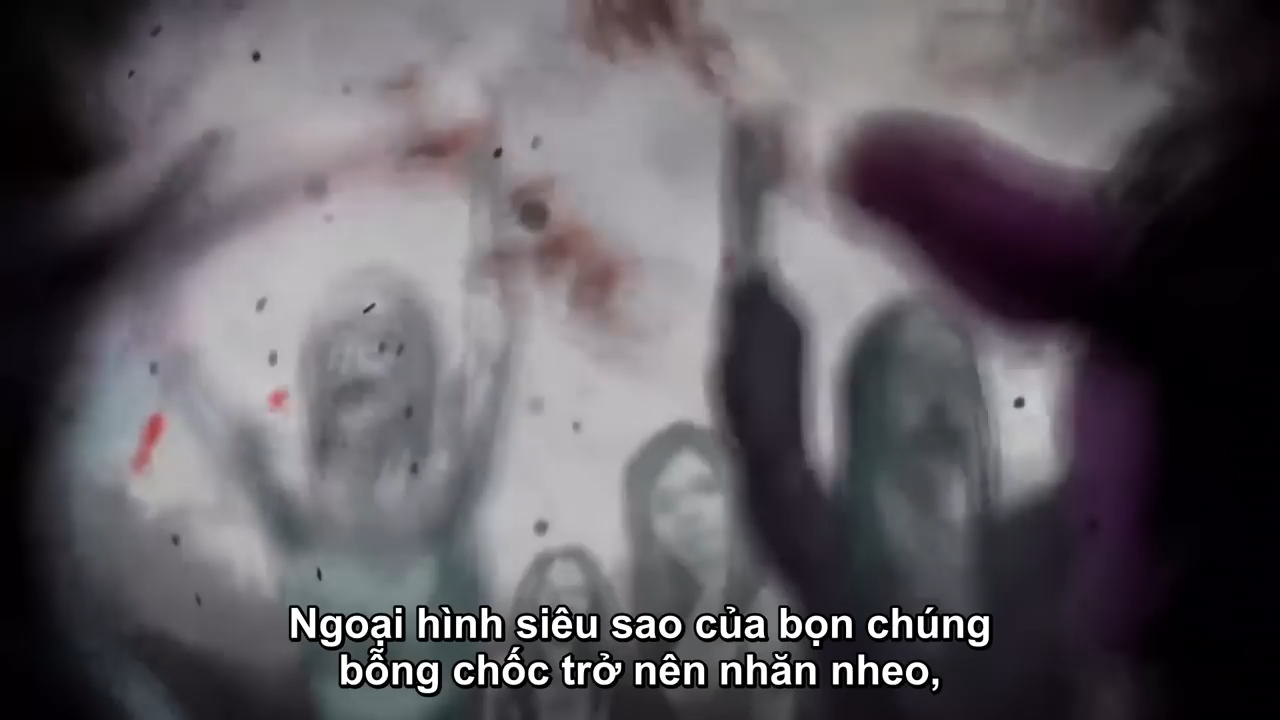 Ngoại hình siêu sao của bọn chúng
bỗng chốc trở nên nhăn nheo,